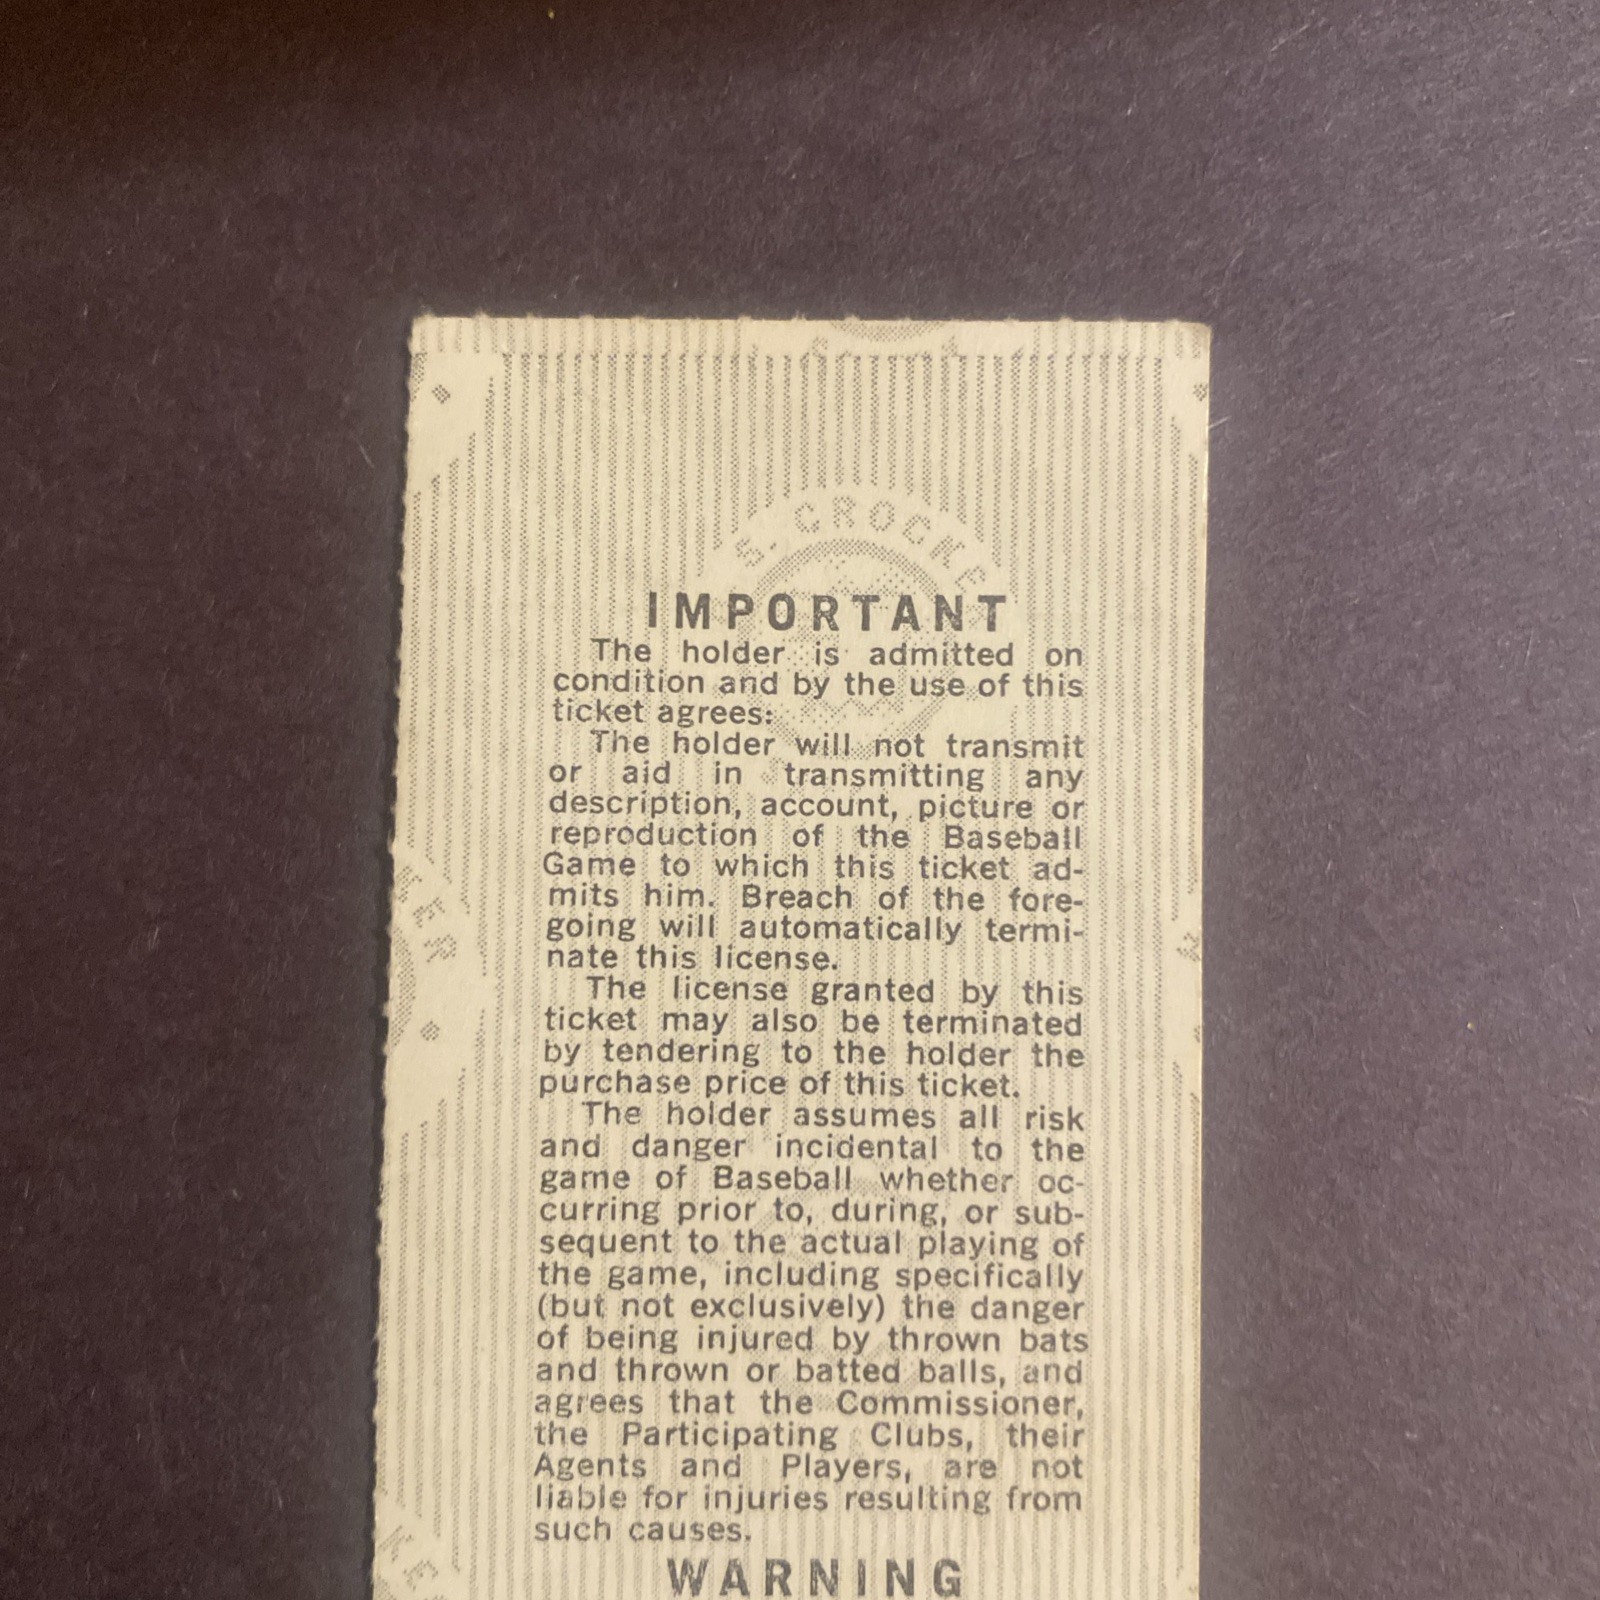 S. CROCKE
IMPORTANT
The holder is admitted on
condition and by the use of this
ticket agrees:
The holder will not transmit
or aid in transmitting any
description, account, picture or
reproduction of the Baseball
Game to which this ticket ad-
mits him. Breach of the fore-
going will automatically termi-
nate this license.
The license granted by this
ticket may also be terminated
by tendering to the holder the
purchase price of this ticket.
The holder assumes all risk
and danger incidental to the
game of Baseball whether oc-
curring prior to, during, or sub-
sequent to the actual playing of
the game, including specifically
(but not exclusively) the danger
of being injured by thrown bats
and thrown or batted balls, and
agrees that the Commissioner,
the Participating Clubs, their
Agents and Players, are not
liable for injuries resulting from
such causes.
WARNING